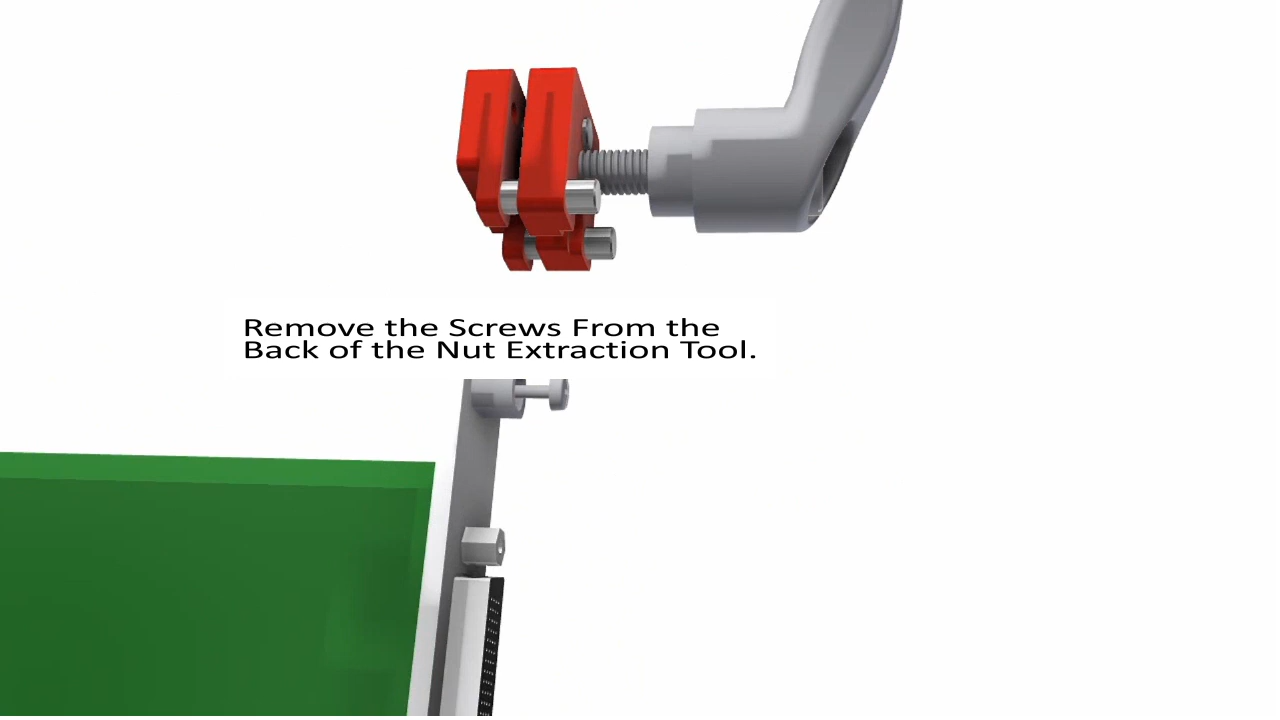 Remove the Screws From the
Back of the Nut Extraction Tool.